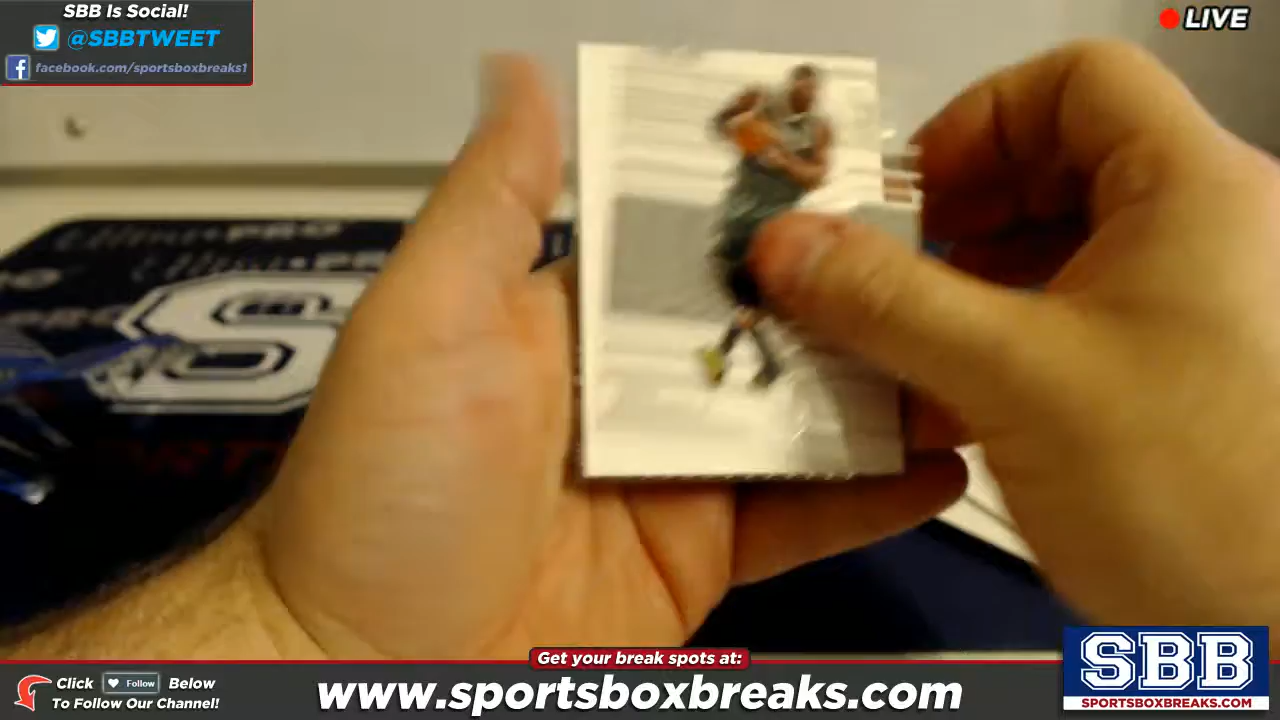 SBB Is Social!
@SBBTWEET
facebook.com/sportsboxbreaks1
LIVE
PRO
S
Get your break spots at:
www.sportsboxbreaks.com
Click Follow Below
To Follow Our Channel!
SBB
SPORTSBOXBREAKS.COM